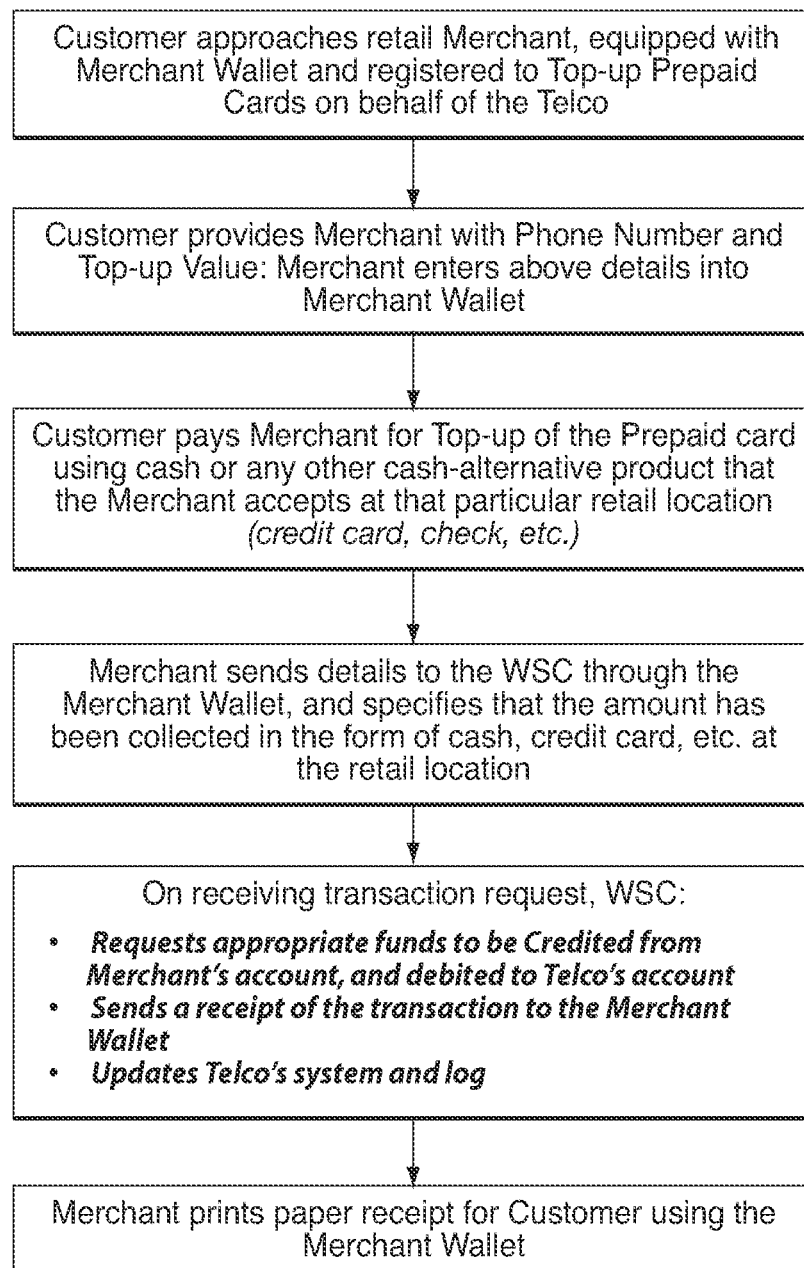 Customer approaches retail Merchant, equipped with
Merchant Wallet and registered to Top-up Prepaid
Cards on behalf of the Telco
Customer provides Merchant with Phone Number and
Top-up Value: Merchant enters above details into
Merchant Wallet
Customer pays Merchant for Top-up of the Prepaid card
using cash or any other cash-alternative product that
the Merchant accepts at that particular retail location
(credit card, check, etc.)
Merchant sends details to the WSC through the
Merchant Wallet, and specifies that the amount has
been collected in the form of cash, credit card, etc. at
the retail location
On receiving transaction request, WSC:
• Requests appropriate funds to be Credited from
Merchant's account, and debited to Telco's account
• Sends a receipt of the transaction to the Merchant
Wallet
• Updates Telco's system and log
Merchant prints paper receipt for Customer using the
Merchant Wallet